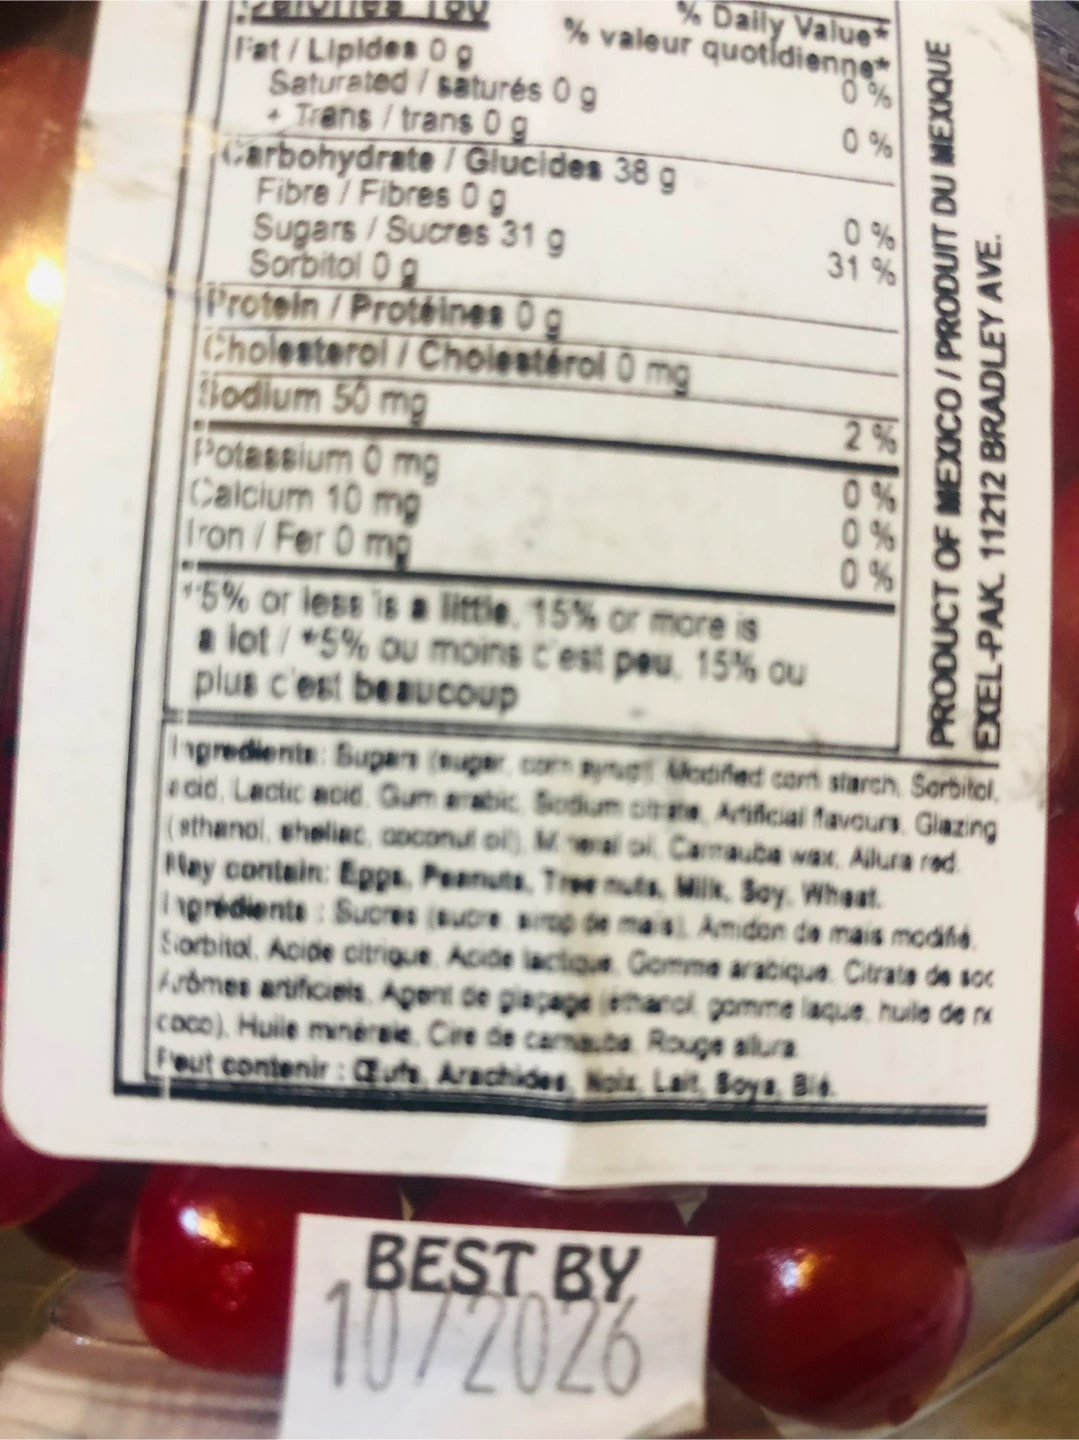 % Daily Value*
% valeur quotidienne*
Fat / Lipides 0 g
0 %
Saturated / saturés 0 g
+ Trans / trans 0 g
0 %
Carbohydrate / Glucides 38 g
Fibre / Fibres 0 g
0 %
Sugars / Sucres 31 g
31 %
Sorbitol 0 g
Protein / Protéines 0 g
Cholesterol / Cholestérol 0 mg
Sodium 50 mg
2 %
Potassium 0 mg
0 %
Calcium 10 mg
0 %
Iron / Fer 0 mg
0 %
*5% or less is a little, 15% or more is
a lot / *5% ou moins c'est peu, 15% ou
plus c'est beaucoup
PRODUCT OF MEXICO / PRODUIT DU MEXIQUE
EXEL-PAK, 11212 BRADLEY AVE.
Ingredients: Sugars (sugar, corn syrup), Modified corn starch, Sorbitol,
acid, Lactic acid, Gum arabic, Sodium citrate, Artificial flavours, Glazing
(ethanol, shellac, coconut oil), Mineral oil, Carnauba wax, Allura red.
May contain: Eggs, Peanuts, Tree nuts, Milk, Soy, Wheat.
Ingrédients : Sucres (sucre, sirop de maïs), Amidon de maïs modifié,
Sorbitol, Acide citrique, Acide lactique, Gomme arabique, Citrate de
Arômes artificiels, Agent de glaçage (éthanol, gomme laque, huile de
coco), Huile minérale, Cire de carnauba, Rouge allura.
Peut contenir : Œufs, Arachides, Noix, Lait, Soya, Blé.
BEST BY
10/2026